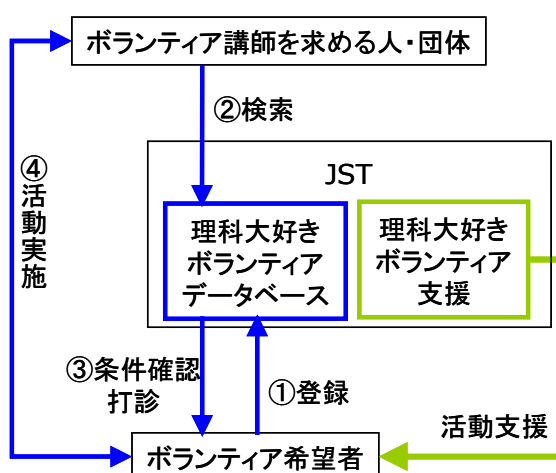 ボランティア講師を求める人・団体
②検索
JST
④活動実施
理科大好き
ボランティア
データベース
理科大好き
ボランティア
支援
③条件確認
打診
①登録
活動支援
ボランティア希望者